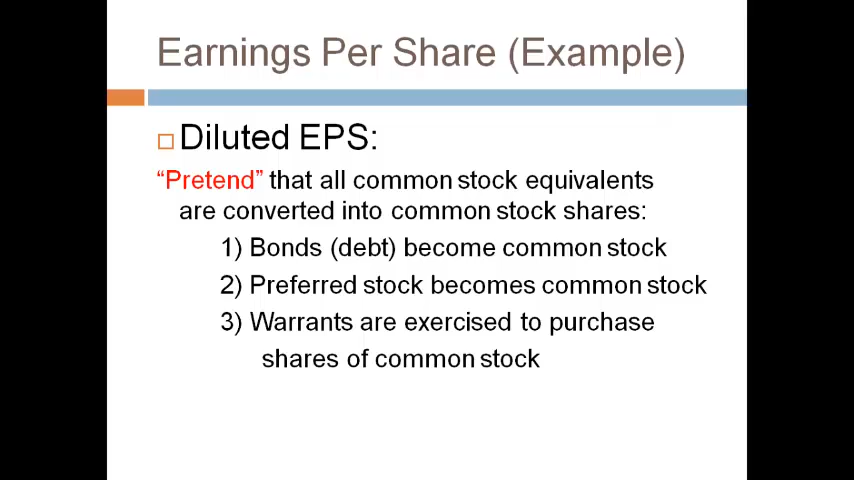 Earnings Per Share (Example)
Diluted EPS:
“Pretend” that all common stock equivalents
are converted into common stock shares:
1) Bonds (debt) become common stock
2) Preferred stock becomes common stock
3) Warrants are exercised to purchase
shares of common stock